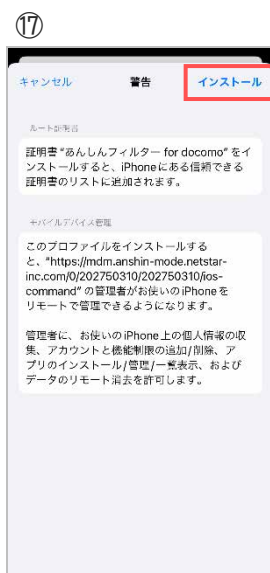 ⑰
キャンセル 警告 インストール
ルート証明書
証明書“あんしんフィルター for docomo”をイ
ンストールすると、iPhoneにある信頼できる
証明書のリストに追加されます。
モバイルデバイス管理
このプロファイルをインストールする
と、“https://mdm.anshin-mode.netstar-
inc.com/0/202750310/202750310/ios-
command” の管理者がお使いのiPhoneを
リモートで管理できるようになります。
管理者に、お使いのiPhone上の個人情報の収
集、アカウントと機能制限の追加/削除、ア
プリのインストール/管理/一覧表示、および
データのリモート消去を許可します。